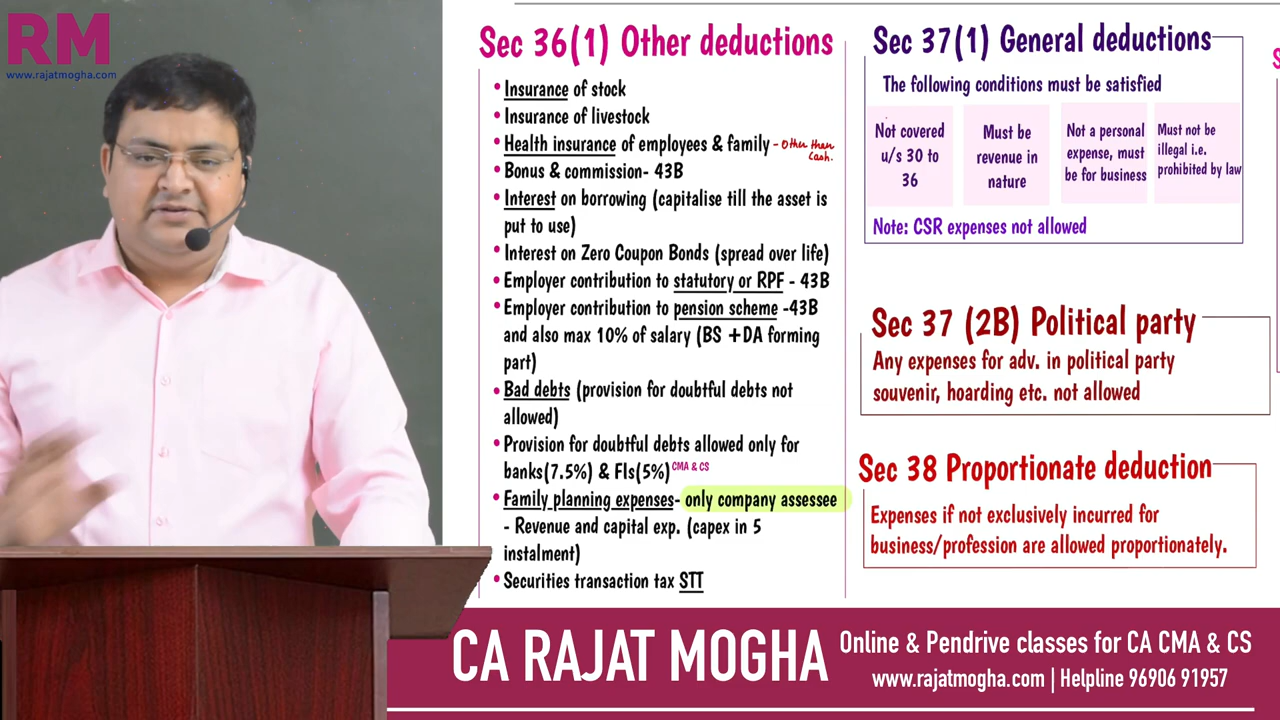 RM
www.rajatmogha.com
Sec 36(1) Other deductions
• Insurance of stock
• Insurance of livestock
• Health insurance of employees & family - Other than
Cash.
• Bonus & commission- 43B
• Interest on borrowing (capitalise till the asset is
put to use)
• Interest on Zero Coupon Bonds (spread over life)
• Employer contribution to statutory or RPF - 43B
• Employer contribution to pension scheme -43B
and also max 10% of salary (BS +DA forming
part)
• Bad debts (provision for doubtful debts not
allowed)
• Provision for doubtful debts allowed only for
banks(7.5%) & FIs(5%) CMA & CS
• Family planning expenses- only company assessee
- Revenue and capital exp. (capex in 5
instalment)
• Securities transaction tax STT
Sec 37(1) General deductions
The following conditions must be satisfied
Not covered
u/s 30 to
36
Must be
revenue in
nature
Not a personal
expense, must
be for business
Must not be
illegal i.e.
prohibited by law
Note: CSR expenses not allowed
Sec 37 (2B) Political party
Any expenses for adv. in political party
souvenir, hoarding etc. not allowed
Sec 38 Proportionate deduction
Expenses if not exclusively incurred for
business/profession are allowed proportionately.
CA RAJAT MOGHA
Online & Pendrive classes for CA CMA & CS
www.rajatmogha.com | Helpline 96906 91957